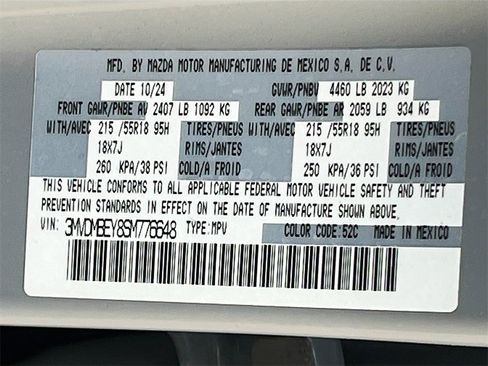 MFD. BY MAZDA MOTOR MANUFACTURING DE MEXICO S.A. DE C.V.
DATE 10/24 GVWR/PNBV 4460 LB 2023 KG
FRONT GAWR/PNBE AV 2407 LB 1092 KG REAR GAWR/PNBE AR 2059 LB 934 KG
WITH/AVEC 215 /55R18 95H TIRES/PNEUS WITH/AVEC 215 /55R18 95H TIRES/PNEUS
18X7J RIMS/JANTES 18X7J RIMS/JANTES
260 KPA/38 PSI COLD/A FROID 250 KPA/36 PSI COLD/A FROID
THIS VEHICLE CONFORMS TO ALL APPLICABLE FEDERAL MOTOR VEHICLE SAFETY AND THEFT
PREVENTION STANDARDS IN EFFECT ON THE DATE OF MANUFACTURE SHOWN ABOVE.
VIN: 3MVDMBEY8SM776648 TYPE: MPV COLOR CODE: 52C MADE IN MEXICO